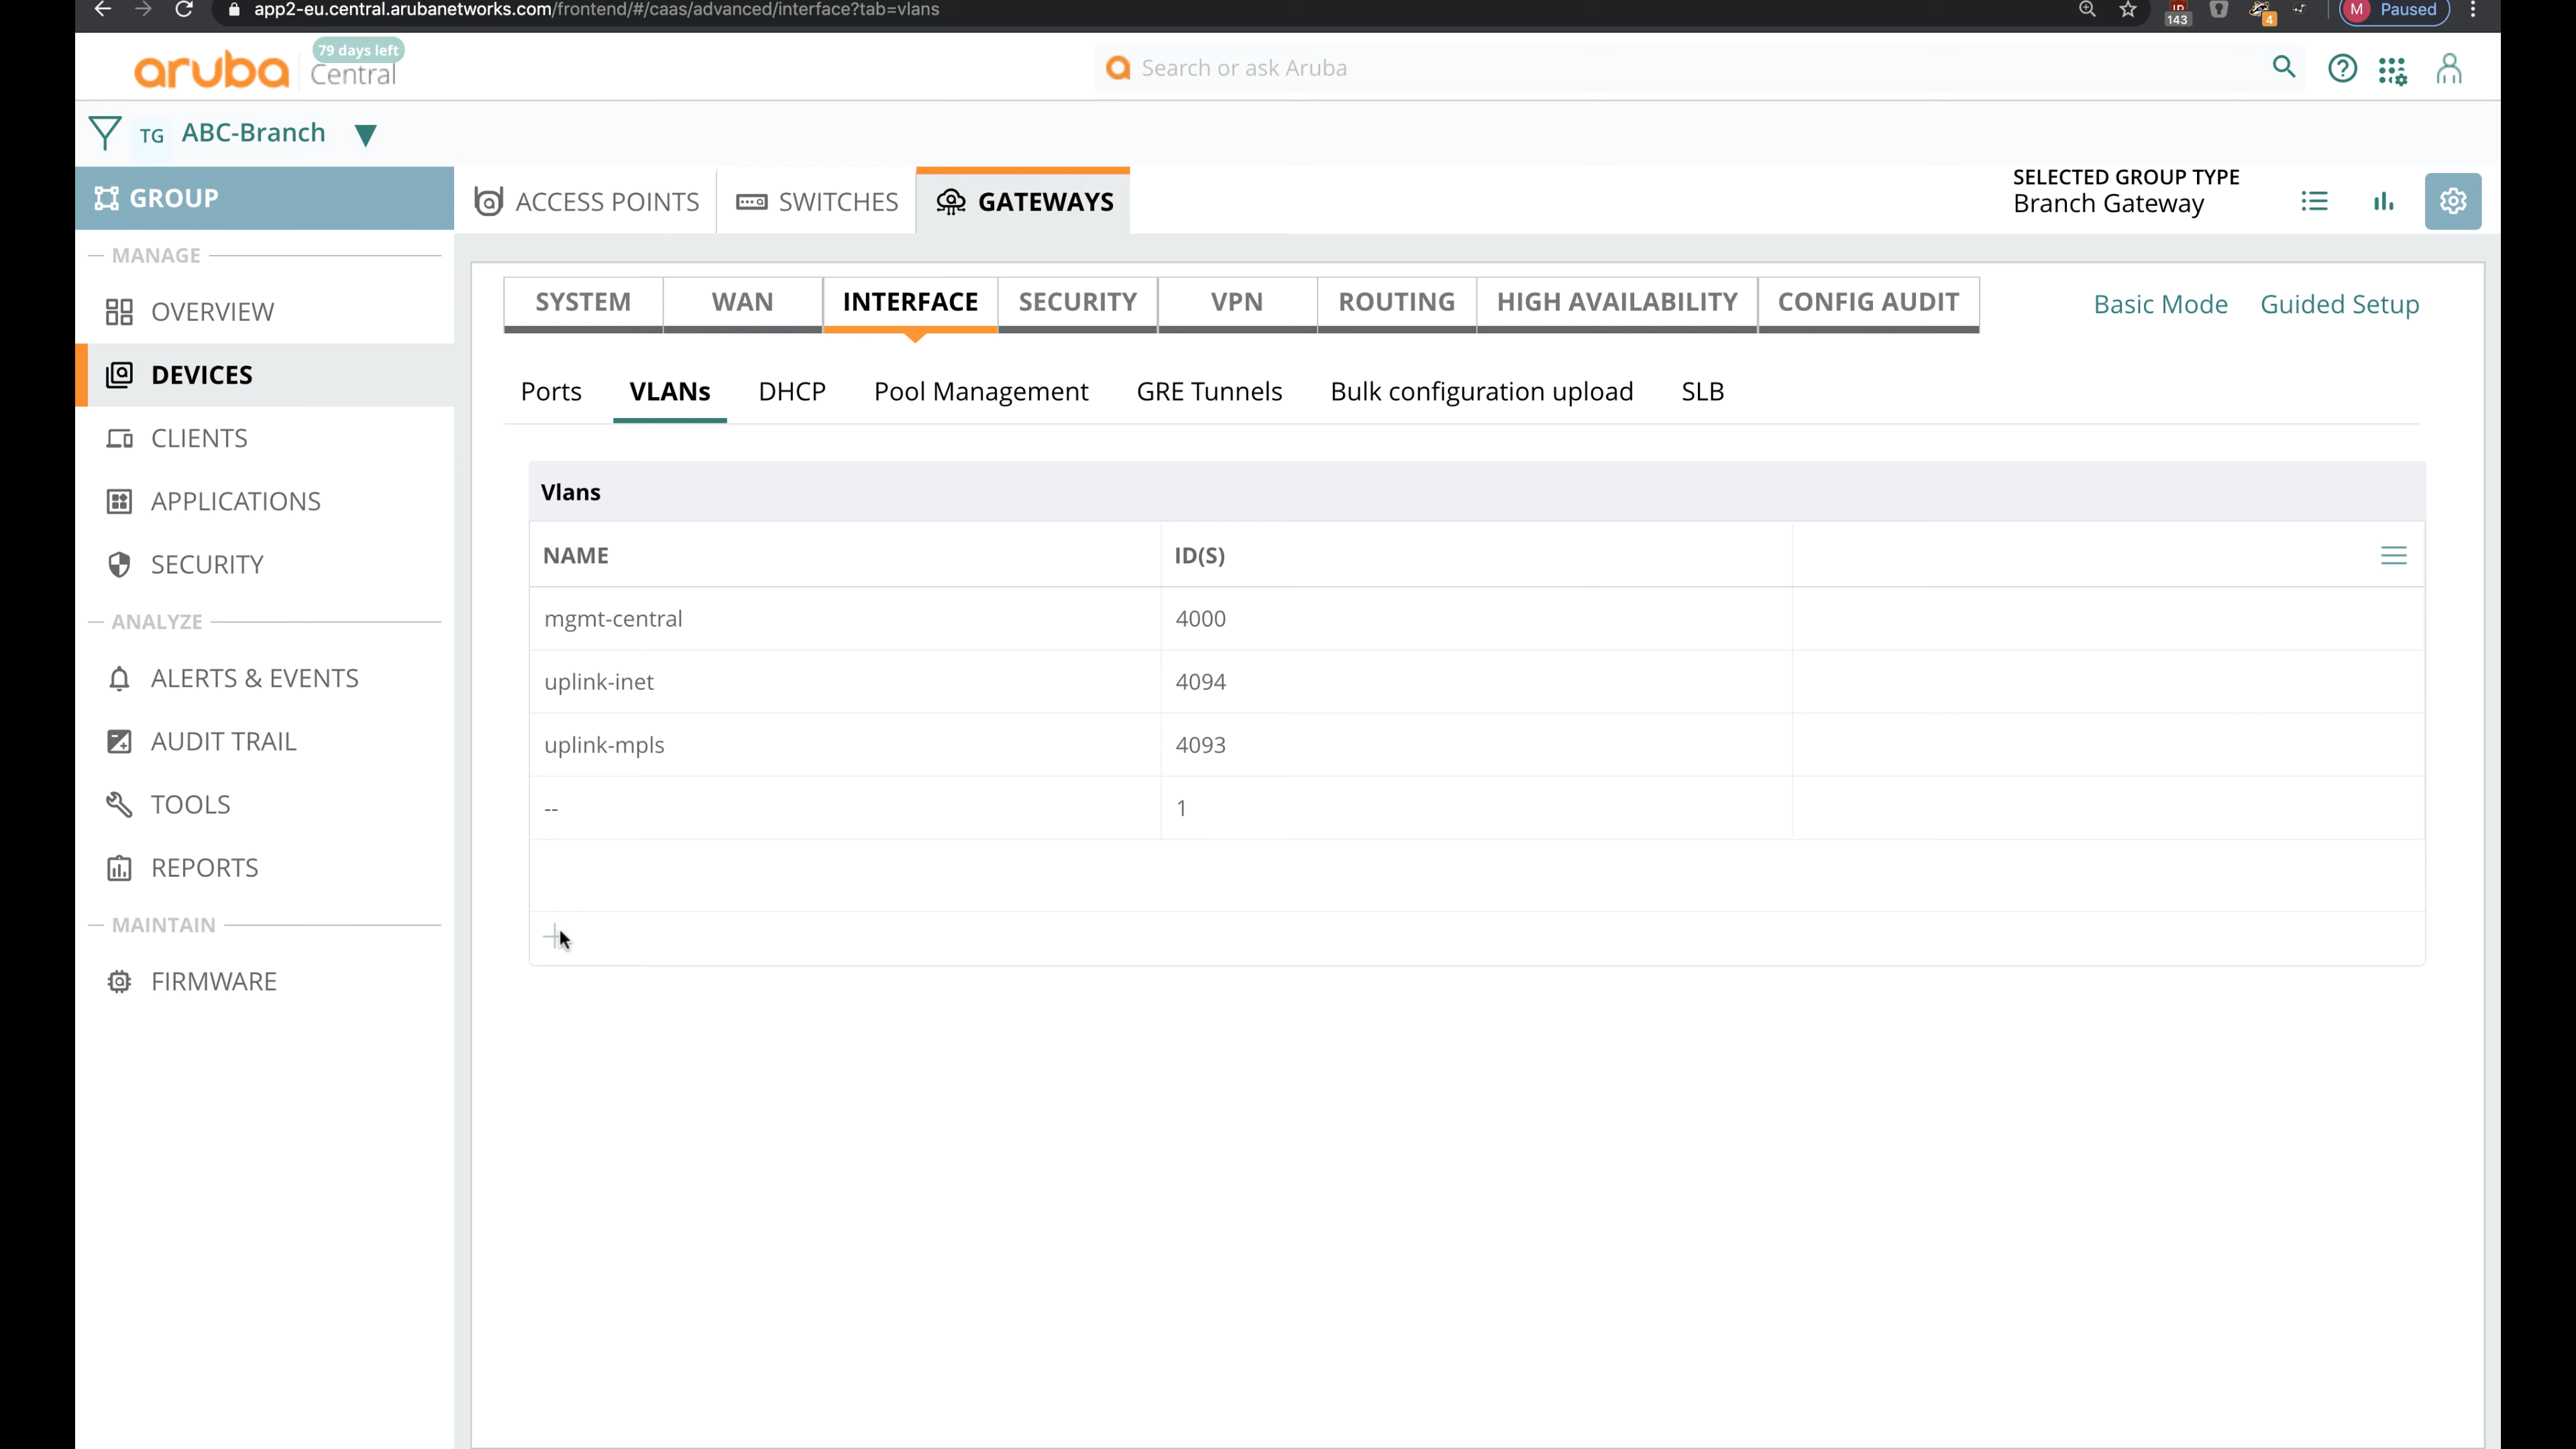 app2-eu.central.arubanetworks.com/frontend/#/caas/advanced/interface?tab=vlans
143
4
M Paused
aruba
79 days left
Central
Search or ask Aruba
TG ABC-Branch
GROUP
ACCESS POINTS
SWITCHES
GATEWAYS
SELECTED GROUP TYPE
Branch Gateway
MANAGE
OVERVIEW
DEVICES
CLIENTS
APPLICATIONS
SECURITY
ANALYZE
ALERTS & EVENTS
AUDIT TRAIL
TOOLS
REPORTS
MAINTAIN
FIRMWARE
SYSTEM WAN INTERFACE SECURITY VPN ROUTING HIGH AVAILABILITY CONFIG AUDIT
Basic Mode Guided Setup
Ports VLANs DHCP Pool Management GRE Tunnels Bulk configuration upload SLB
Vlans
NAME ID(S)
mgmt-central 4000
uplink-inet 4094
uplink-mpls 4093
-- 1